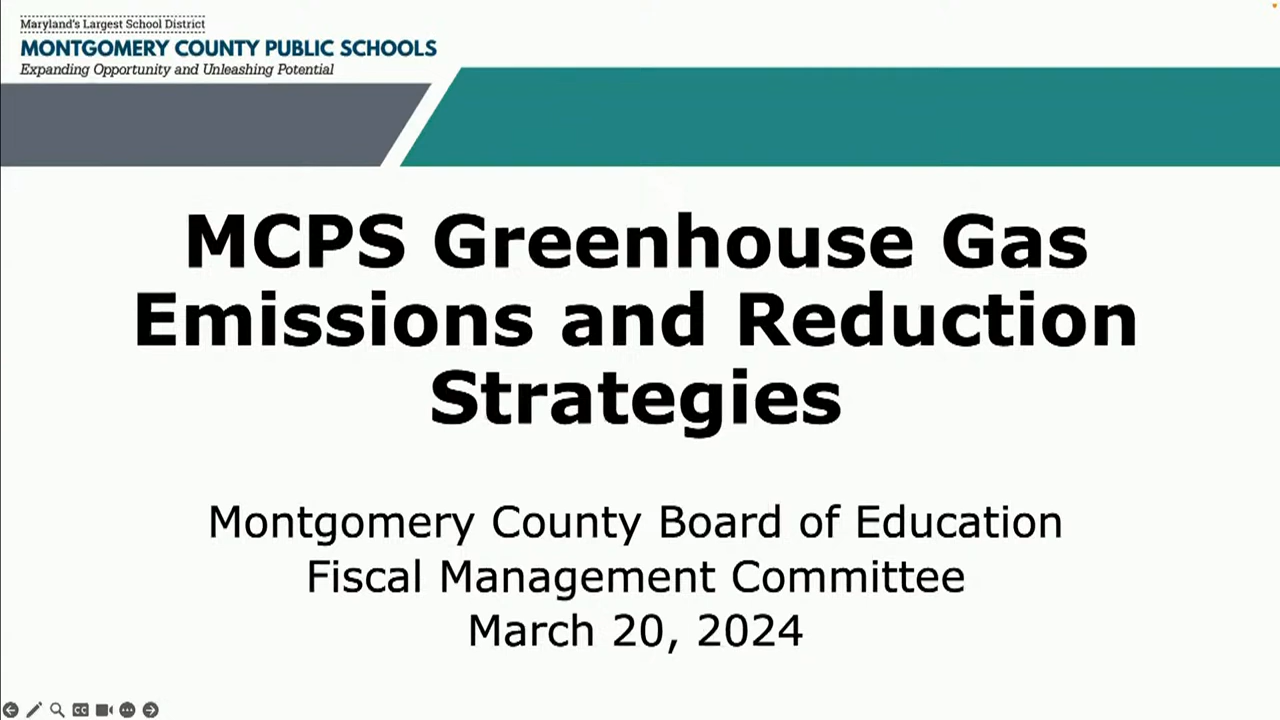 Maryland's Largest School District
MONTGOMERY COUNTY PUBLIC SCHOOLS
Expanding Opportunity and Unleashing Potential
MCPS Greenhouse Gas
Emissions and Reduction
Strategies
Montgomery County Board of Education
Fiscal Management Committee
March 20, 2024
CC